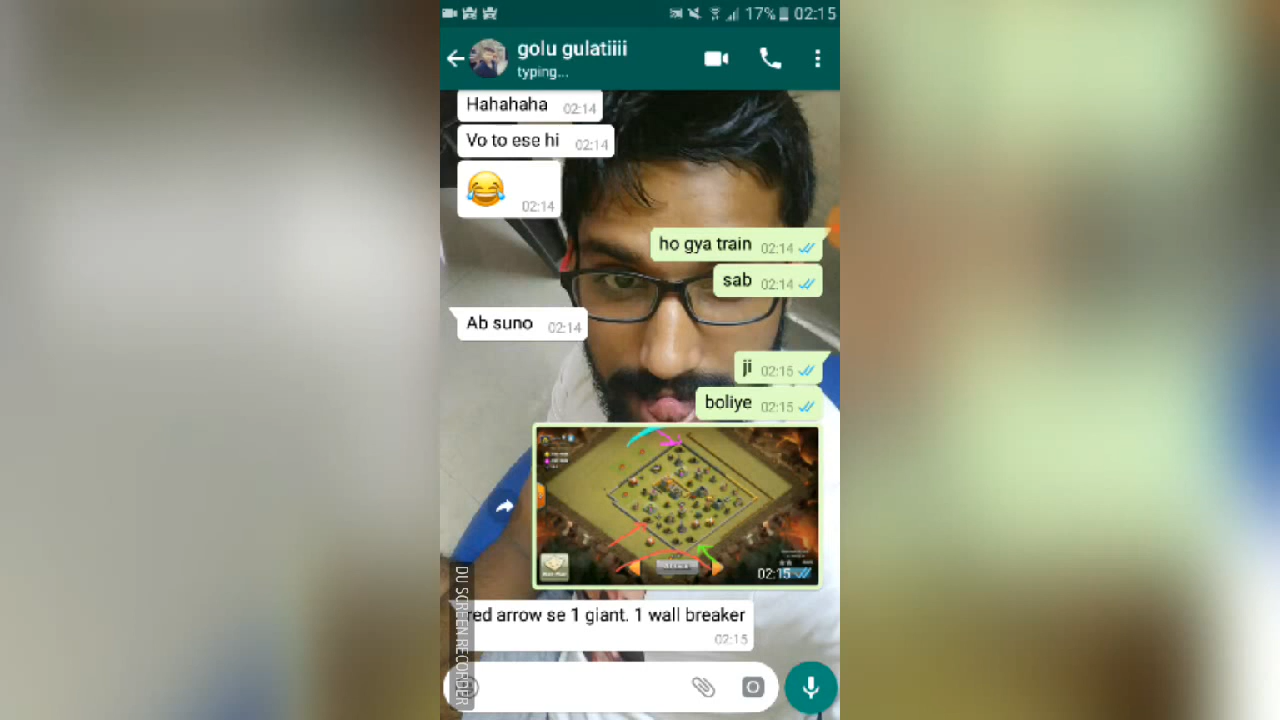 17% 02:15
golu gulatiiii
typing...
Hahahaha 02:14
Vo to ese hi 02:14
02:14
ho gya train 02:14
sab 02:14
Ab suno 02:14
ji 02:15
boliye 02:15
02:15
red arrow se 1 giant. 1 wall breaker
02:15
DU SCREEN RECORDER